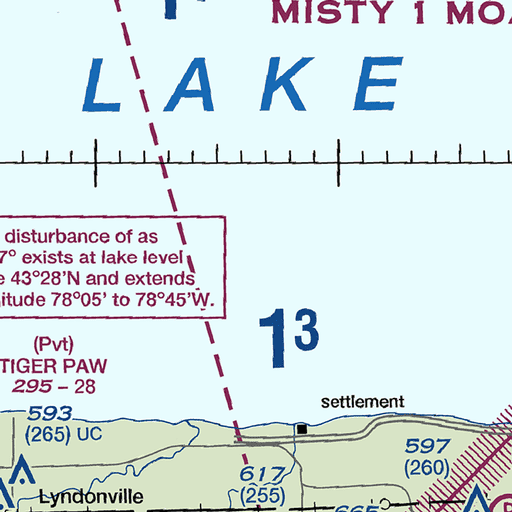 MISTY 1 MOA
LAKE
disturbance of as
7° exists at lake level
e 43°28'N and extends
itude 78°05' to 78°45'W.
1³
(Pvt)
TIGER PAW
295 – 28
settlement
593
(265) UC
597
(260)
617
(255)
Lyndonville
665